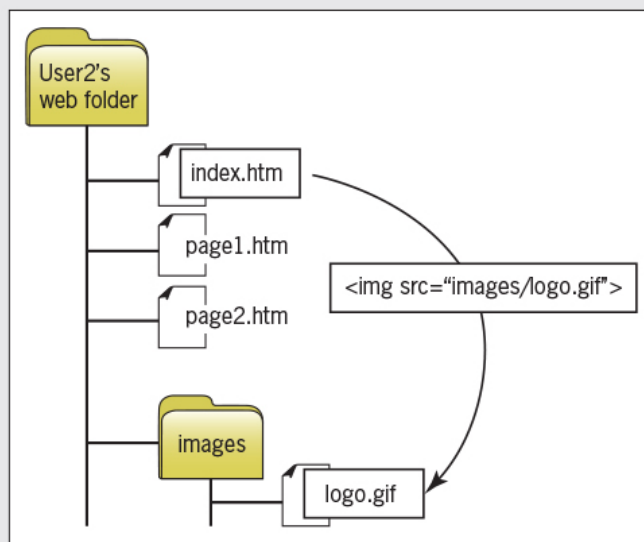 User2's
web folder
index.htm
page1.htm
page2.htm
<img src=“images/logo.gif”>
images
logo.gif